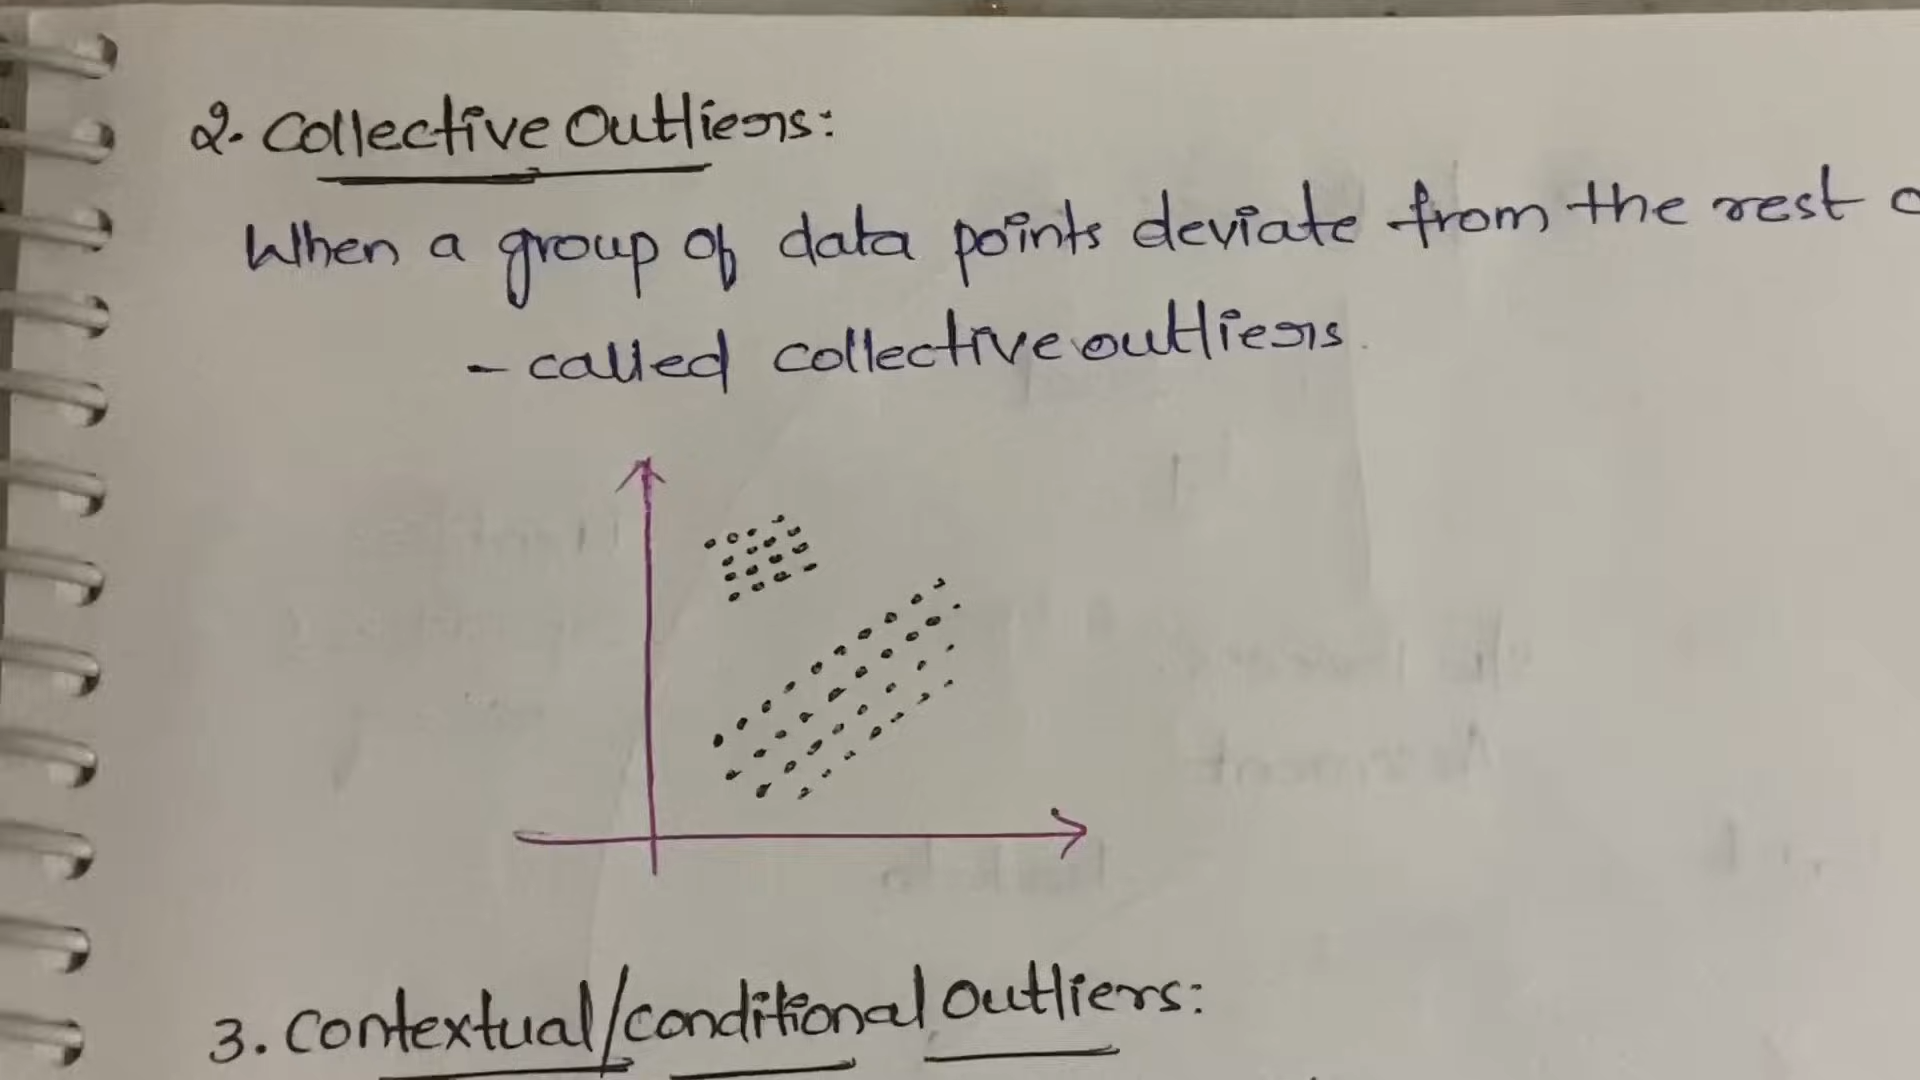 2. Collective Outliers:
When a group of data points deviate from the rest
- called collective outliers.
3. Contextual/conditional Outliers: